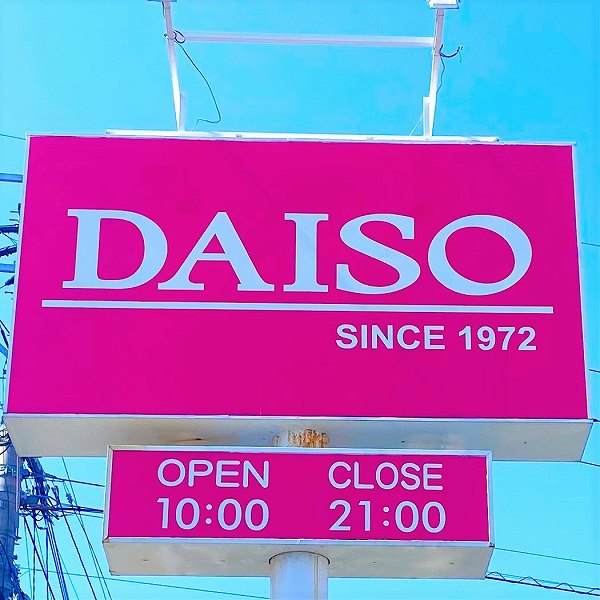 DAISO
SINCE 1972
OPEN CLOSE
10:00 21:00